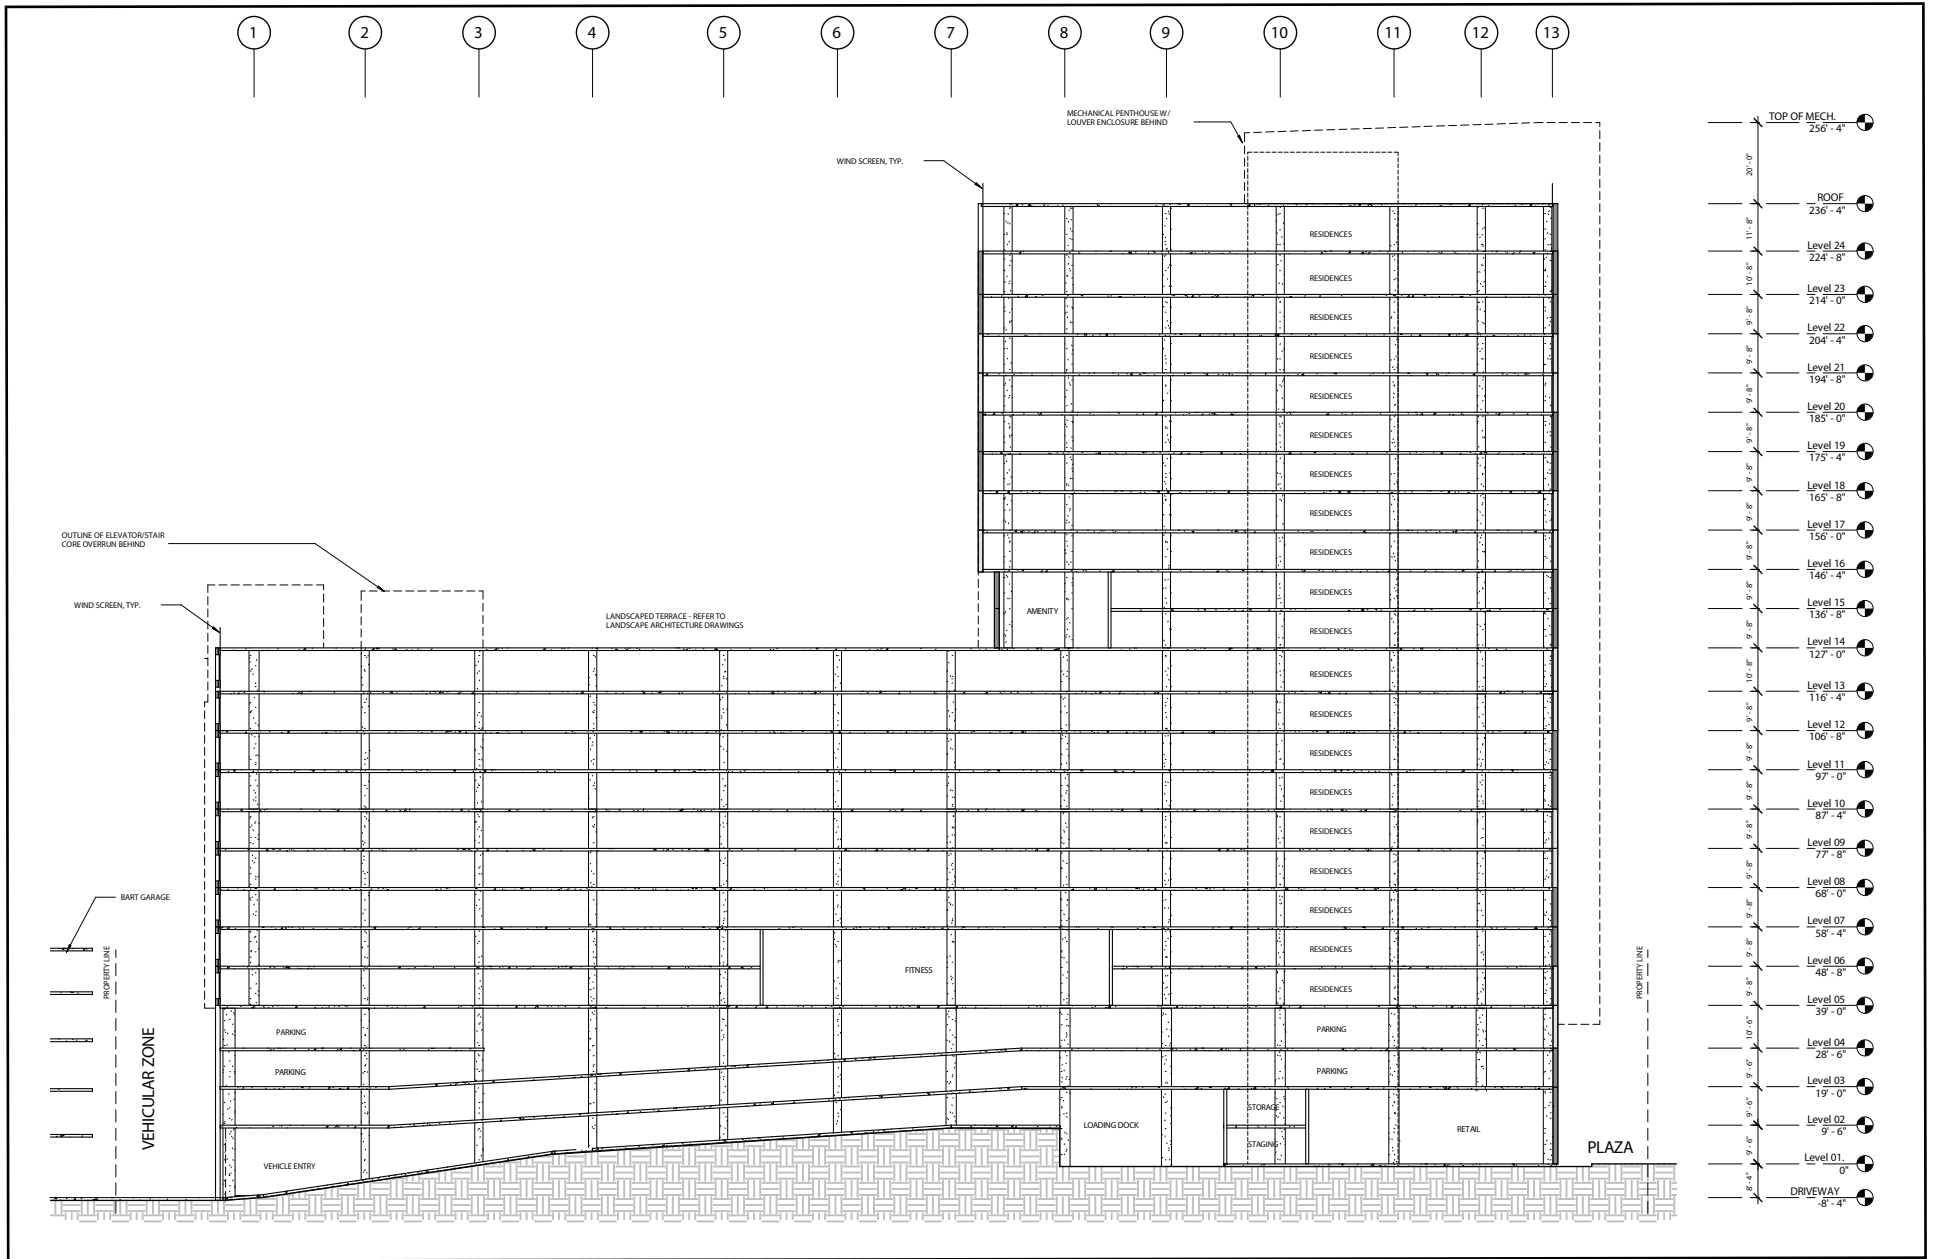 1 2 3 4 5 6 7 8 9 10 11 12 13
MECHANICAL PENTHOUSE W/
LOUVER ENCLOSURE BEHIND
WIND SCREEN, TYP.
OUTLINE OF ELEVATOR/STAIR
CORE OVERRUN BEHIND
WIND SCREEN, TYP.
LANDSCAPED TERRACE - REFER TO
LANDSCAPE ARCHITECTURE DRAWINGS
BART GARAGE
PROPERTY LINE
VEHICULAR ZONE
RESIDENCES
RESIDENCES
RESIDENCES
RESIDENCES
RESIDENCES
RESIDENCES
RESIDENCES
RESIDENCES
RESIDENCES
RESIDENCES
AMENITY
RESIDENCES
RESIDENCES
RESIDENCES
RESIDENCES
RESIDENCES
RESIDENCES
RESIDENCES
RESIDENCES
RESIDENCES
FITNESS
RESIDENCES
PARKING
PARKING
PARKING
PARKING
STORAGE
LOADING DOCK
RETAIL
STAGING
VEHICLE ENTRY
PLAZA
PROPERTY LINE
TOP OF MECH.
256' - 4"
20' - 0"
ROOF
236' - 4"
11' - 8"
Level 24
224' - 8"
10' - 8"
Level 23
214' - 0"
9' - 8"
Level 22
204' - 4"
9' - 8"
Level 21
194' - 8"
9' - 8"
Level 20
185' - 0"
9' - 8"
Level 19
175' - 4"
9' - 8"
Level 18
165' - 8"
9' - 8"
Level 17
156' - 0"
9' - 8"
Level 16
146' - 4"
9' - 8"
Level 15
136' - 8"
9' - 8"
Level 14
127' - 0"
10' - 8"
Level 13
116' - 4"
9' - 8"
Level 12
106' - 8"
9' - 8"
Level 11
97' - 0"
9' - 8"
Level 10
87' - 4"
9' - 8"
Level 09
77' - 8"
9' - 8"
Level 08
68' - 0"
9' - 8"
Level 07
58' - 4"
9' - 8"
Level 06
48' - 8"
9' - 8"
Level 05
39' - 0"
10' - 6"
Level 04
28' - 6"
9' - 6"
Level 03
19' - 0"
9' - 6"
Level 02
9' - 6"
9' - 6"
Level 01.
0"
8' - 4"
DRIVEWAY
-8' - 4"